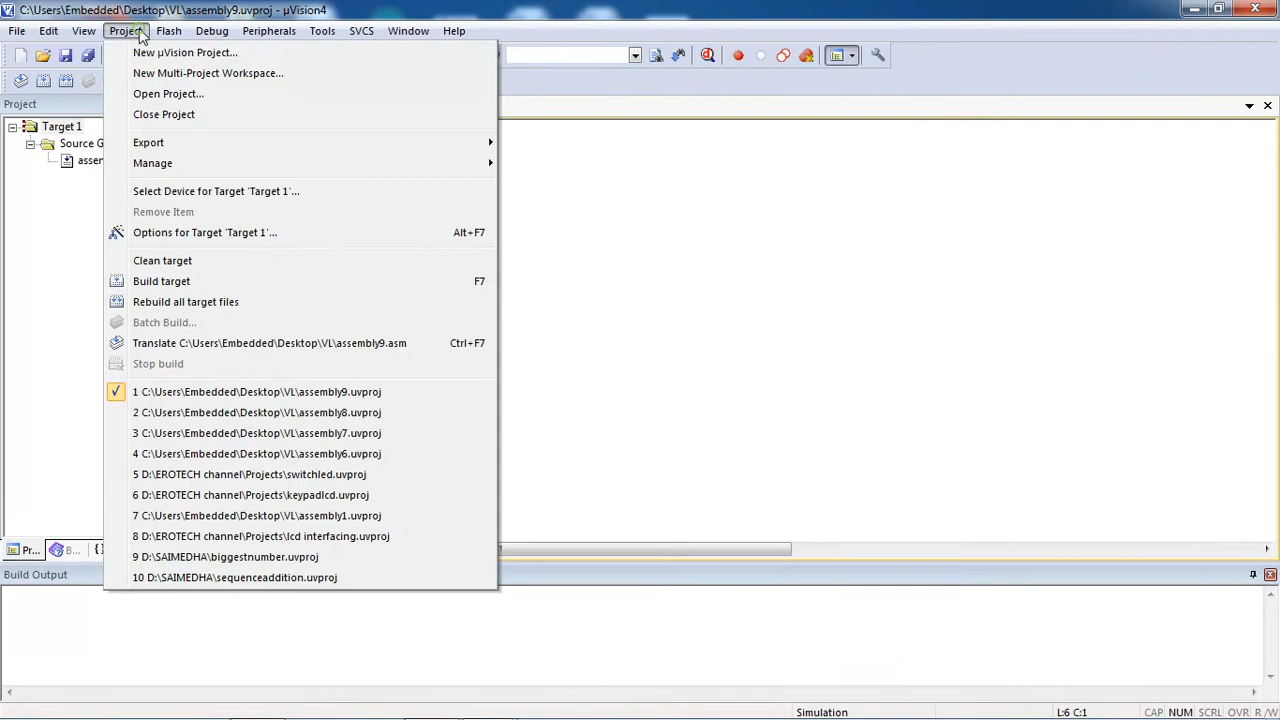 C:\Users\Embedded\Desktop\VL\assembly9.uvproj - µVision4
File Edit View Project Flash Debug Peripherals Tools SVCS Window Help
New µVision Project...
New Multi-Project Workspace...
Project
Open Project...
Close Project
Target 1
Source G
assem
Export
Manage
Select Device for Target 'Target 1'...
Remove Item
Options for Target 'Target 1'... Alt+F7
Clean target
Build target F7
Rebuild all target files
Batch Build...
Translate C:\Users\Embedded\Desktop\VL\assembly9.asm Ctrl+F7
Stop build
1 C:\Users\Embedded\Desktop\VL\assembly9.uvproj
2 C:\Users\Embedded\Desktop\VL\assembly8.uvproj
3 C:\Users\Embedded\Desktop\VL\assembly7.uvproj
4 C:\Users\Embedded\Desktop\VL\assembly6.uvproj
5 D:\EROTECH channel\Projects\switchled.uvproj
6 D:\EROTECH channel\Projects\keypadlcd.uvproj
7 C:\Users\Embedded\Desktop\VL\assembly1.uvproj
8 D:\EROTECH channel\Projects\lcd interfacing.uvproj
9 D:\SAIMEDHA\biggestnumber.uvproj
10 D:\SAIMEDHA\sequenceaddition.uvproj
Pr... B... {}
Build Output
Simulation L:6 C:1 CAP NUM SCRL OVR R/W